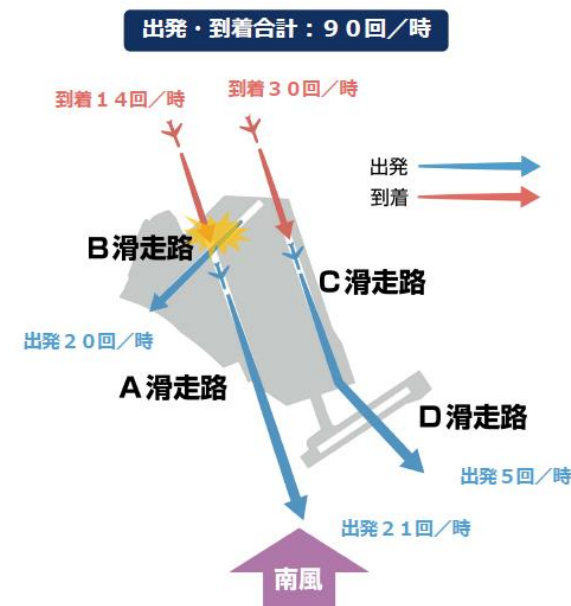 出発・到着合計：９０回／時
到着１４回／時
到着３０回／時
出発
到着
B滑走路
C滑走路
出発２０回／時
A滑走路
D滑走路
出発５回／時
出発２１回／時
南風